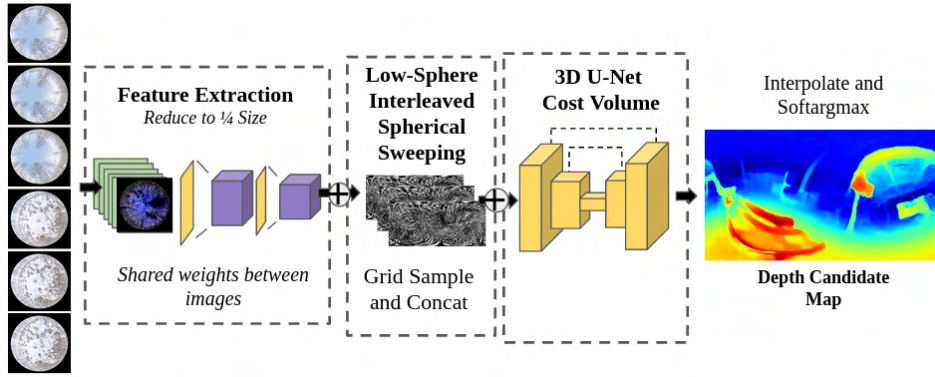 Feature Extraction
Reduce to ¼ Size
Shared weights between
images
Low-Sphere
Interleaved
Spherical
Sweeping
Grid Sample
and Concat
3D U-Net
Cost Volume
Interpolate and
Softargmax
Depth Candidate
Map